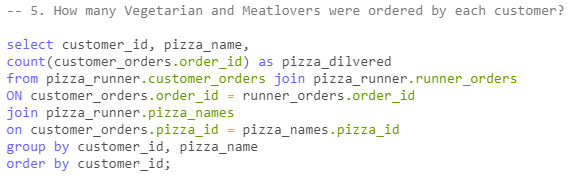 -- 5. How many Vegetarian and Meatlovers were ordered by each customer?
select customer_id, pizza_name,
count(customer_orders.order_id) as pizza_dilvered
from pizza_runner.customer_orders join pizza_runner.runner_orders
ON customer_orders.order_id = runner_orders.order_id
join pizza_runner.pizza_names
on customer_orders.pizza_id = pizza_names.pizza_id
group by customer_id, pizza_name
order by customer_id;